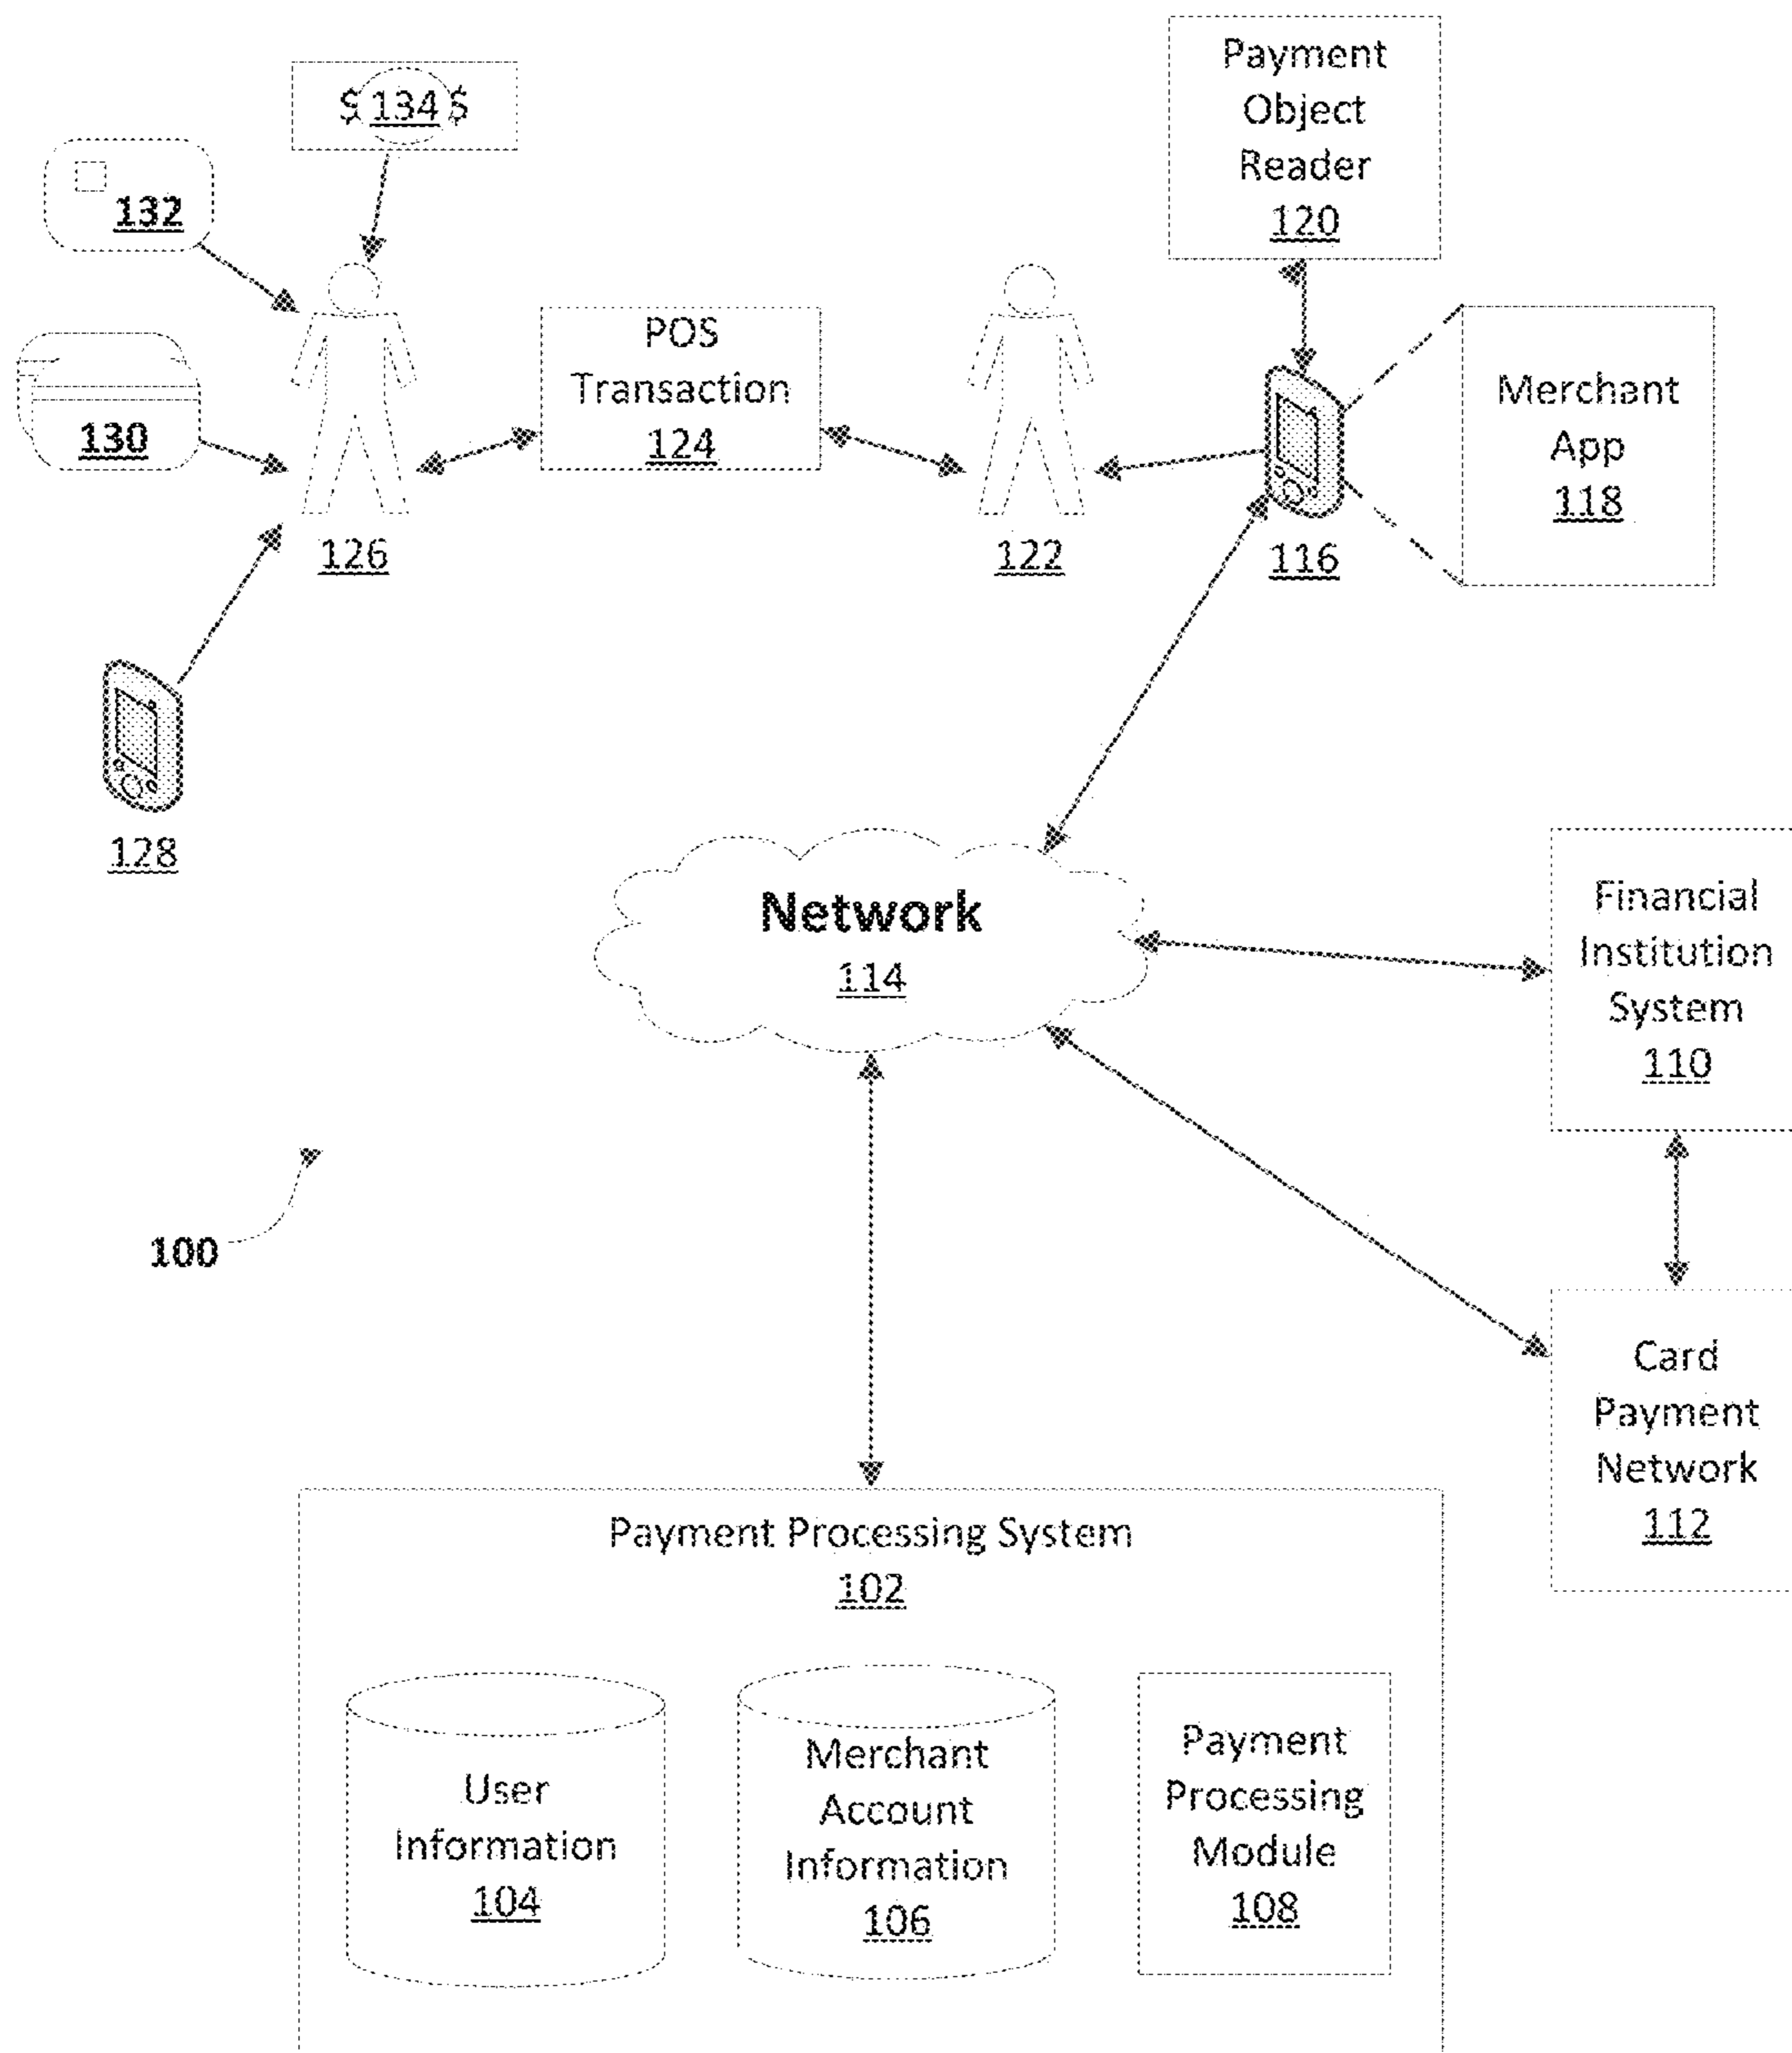 $ 134 $
132
130
126
128
POS
Transaction
124
122
Payment
Object
Reader
120
116
Merchant
App
118
Network
114
Financial
Institution
System
110
100
Card
Payment
Network
112
Payment Processing System
102
User
Information
104
Merchant
Account
Information
106
Payment
Processing
Module
108